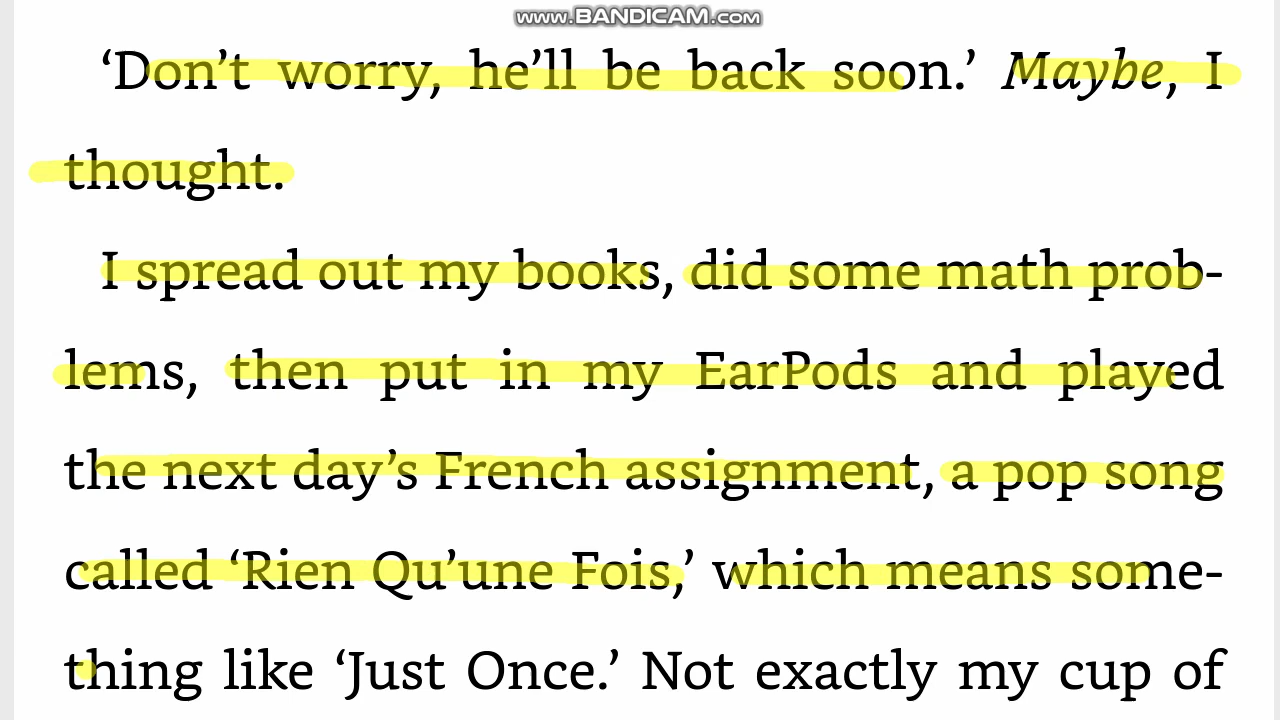 www.BANDICAM.com
‘Don’t worry, he’ll be back soon.’ Maybe, I
thought.
I spread out my books, did some math prob-
lems, then put in my EarPods and played
the next day’s French assignment, a pop song
called ‘Rien Qu’une Fois,’ which means some-
thing like ‘Just Once.’ Not exactly my cup of